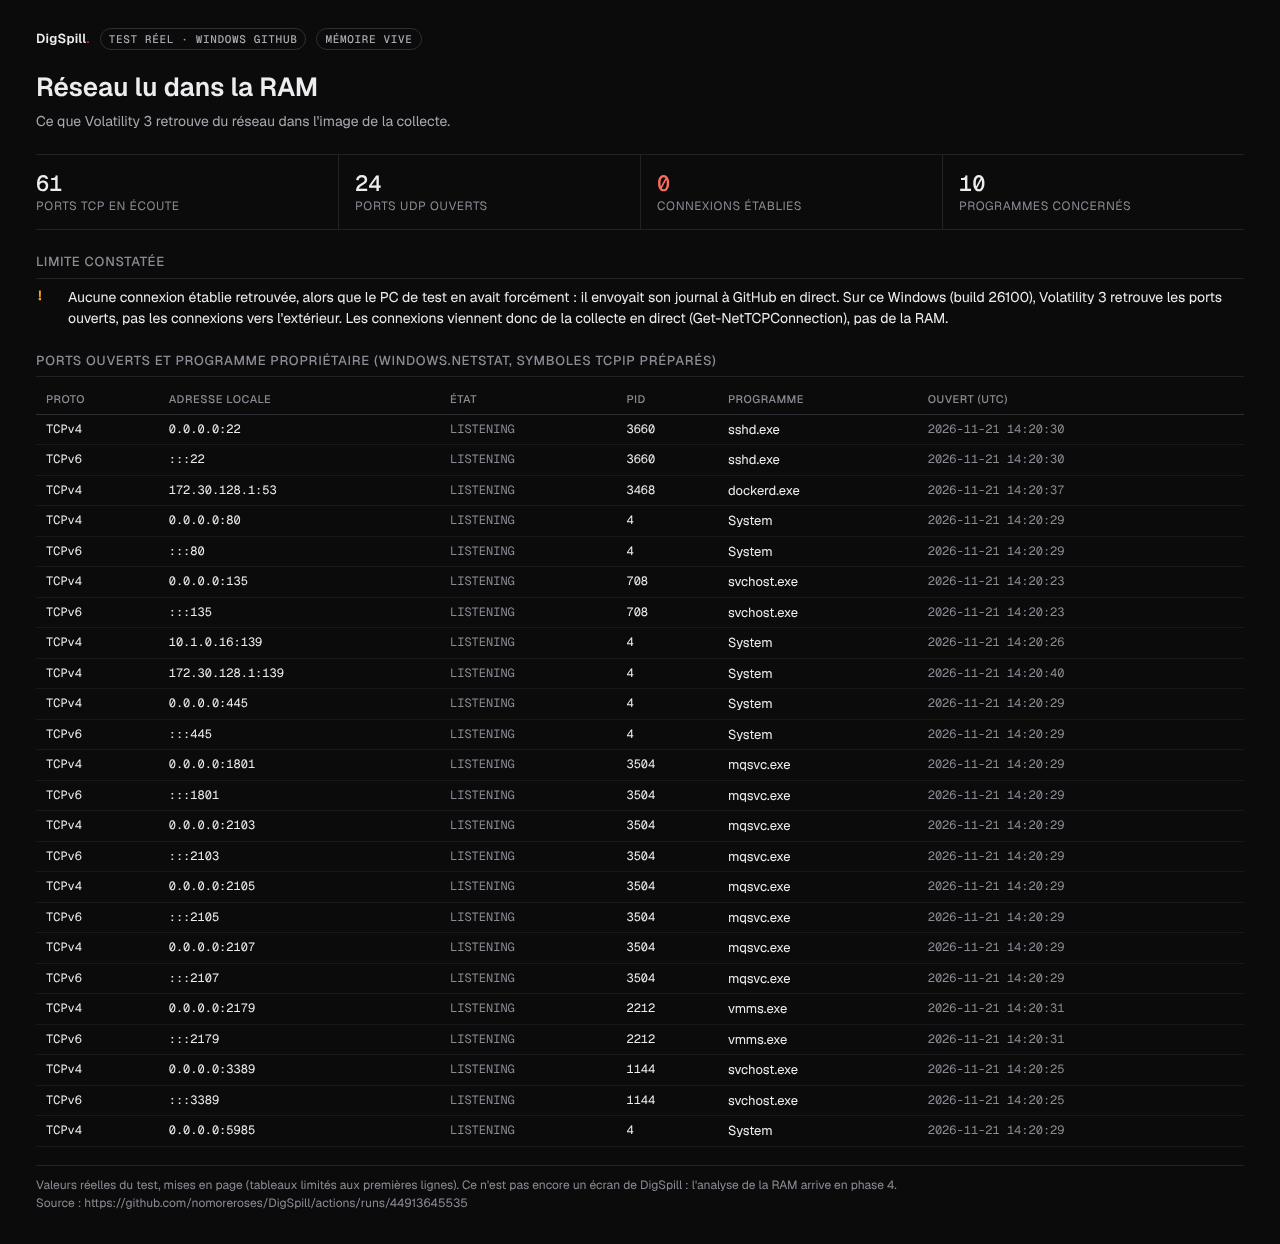 DigSpill. TEST RÉEL · WINDOWS GITHUB MÉMOIRE VIVE
Réseau lu dans la RAM
Ce que Volatility 3 retrouve du réseau dans l'image de la collecte.
61 24 0 10
PORTS TCP EN ÉCOUTE PORTS UDP OUVERTS CONNEXIONS ÉTABLIES PROGRAMMES CONCERNÉS
LIMITE CONSTATÉE
! Aucune connexion établie retrouvée, alors que le PC de test en avait forcément : il envoyait son journal à GitHub en direct. Sur ce Windows (build 26100), Volatility 3 retrouve les ports
ouverts, pas les connexions vers l'extérieur. Les connexions viennent donc de la collecte en direct (Get-NetTCPConnection), pas de la RAM.
PORTS OUVERTS ET PROGRAMME PROPRIÉTAIRE (WINDOWS.NETSTAT, SYMBOLES TCPIP PRÉPARÉS)
PROTO ADRESSE LOCALE ÉTAT PID PROGRAMME OUVERT (UTC)
TCPv4 0.0.0.0:22 LISTENING 3660 sshd.exe 2026-11-21 14:20:30
TCPv6 :::22 LISTENING 3660 sshd.exe 2026-11-21 14:20:30
TCPv4 172.30.128.1:53 LISTENING 3468 dockerd.exe 2026-11-21 14:20:37
TCPv4 0.0.0.0:80 LISTENING 4 System 2026-11-21 14:20:29
TCPv6 :::80 LISTENING 4 System 2026-11-21 14:20:29
TCPv4 0.0.0.0:135 LISTENING 708 svchost.exe 2026-11-21 14:20:23
TCPv6 :::135 LISTENING 708 svchost.exe 2026-11-21 14:20:23
TCPv4 10.1.0.16:139 LISTENING 4 System 2026-11-21 14:20:26
TCPv4 172.30.128.1:139 LISTENING 4 System 2026-11-21 14:20:40
TCPv4 0.0.0.0:445 LISTENING 4 System 2026-11-21 14:20:29
TCPv6 :::445 LISTENING 4 System 2026-11-21 14:20:29
TCPv4 0.0.0.0:1801 LISTENING 3504 mqsvc.exe 2026-11-21 14:20:29
TCPv6 :::1801 LISTENING 3504 mqsvc.exe 2026-11-21 14:20:29
TCPv4 0.0.0.0:2103 LISTENING 3504 mqsvc.exe 2026-11-21 14:20:29
TCPv6 :::2103 LISTENING 3504 mqsvc.exe 2026-11-21 14:20:29
TCPv4 0.0.0.0:2105 LISTENING 3504 mqsvc.exe 2026-11-21 14:20:29
TCPv6 :::2105 LISTENING 3504 mqsvc.exe 2026-11-21 14:20:29
TCPv4 0.0.0.0:2107 LISTENING 3504 mqsvc.exe 2026-11-21 14:20:29
TCPv6 :::2107 LISTENING 3504 mqsvc.exe 2026-11-21 14:20:29
TCPv4 0.0.0.0:2179 LISTENING 2212 vmms.exe 2026-11-21 14:20:31
TCPv6 :::2179 LISTENING 2212 vmms.exe 2026-11-21 14:20:31
TCPv4 0.0.0.0:3389 LISTENING 1144 svchost.exe 2026-11-21 14:20:25
TCPv6 :::3389 LISTENING 1144 svchost.exe 2026-11-21 14:20:25
TCPv4 0.0.0.0:5985 LISTENING 4 System 2026-11-21 14:20:29
Valeurs réelles du test, mises en page (tableaux limités aux premières lignes). Ce n'est pas encore un écran de DigSpill : l'analyse de la RAM arrive en phase 4.
Source : https://github.com/nomoreroses/DigSpill/actions/runs/44913645535